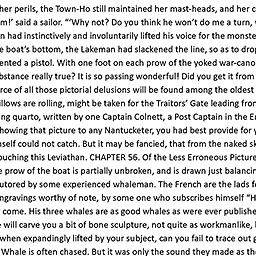 her perils, the Town-Ho still maintained her mast-heads, and her c
m!' said a sailor. "'Why not? Do you think he won't do me a turn, 
n had instinctively and involuntarily lifted his voice for the monste
e boat's bottom, the Lakeman had slackened the line, so as to drop
ented a pistol. With one foot on each prow of the yoked war-cano
bstance really true? It is so passing wonderful! Did you get it from
rce of all those pictorial delusions will be found among the oldest
illows are rolling, might be taken for the Traitors' Gate leading fron
ng quarto, written by one Captain Colnett, a Post Captain in the En
howing that picture to any Nantucketer, you had best provide for y
self could not catch. But it may be fancied, that from the naked sk
ouching this Leviathan. CHAPTER 56. Of the Less Erroneous Picture
e prow of the boat is partially unbroken, and is drawn just balancin
utored by some experienced whaleman. The French are the lads fo
ngravings worthy of note, by some one who subscribes himself "H
come. His three whales are as good whales as were ever publishe
e will carve you a bit of bone sculpture, not quite as workmanlike, b
when expandingly lifted by your subject, can you fail to trace out g
Whale is often chased. But it was only the sound they made as the